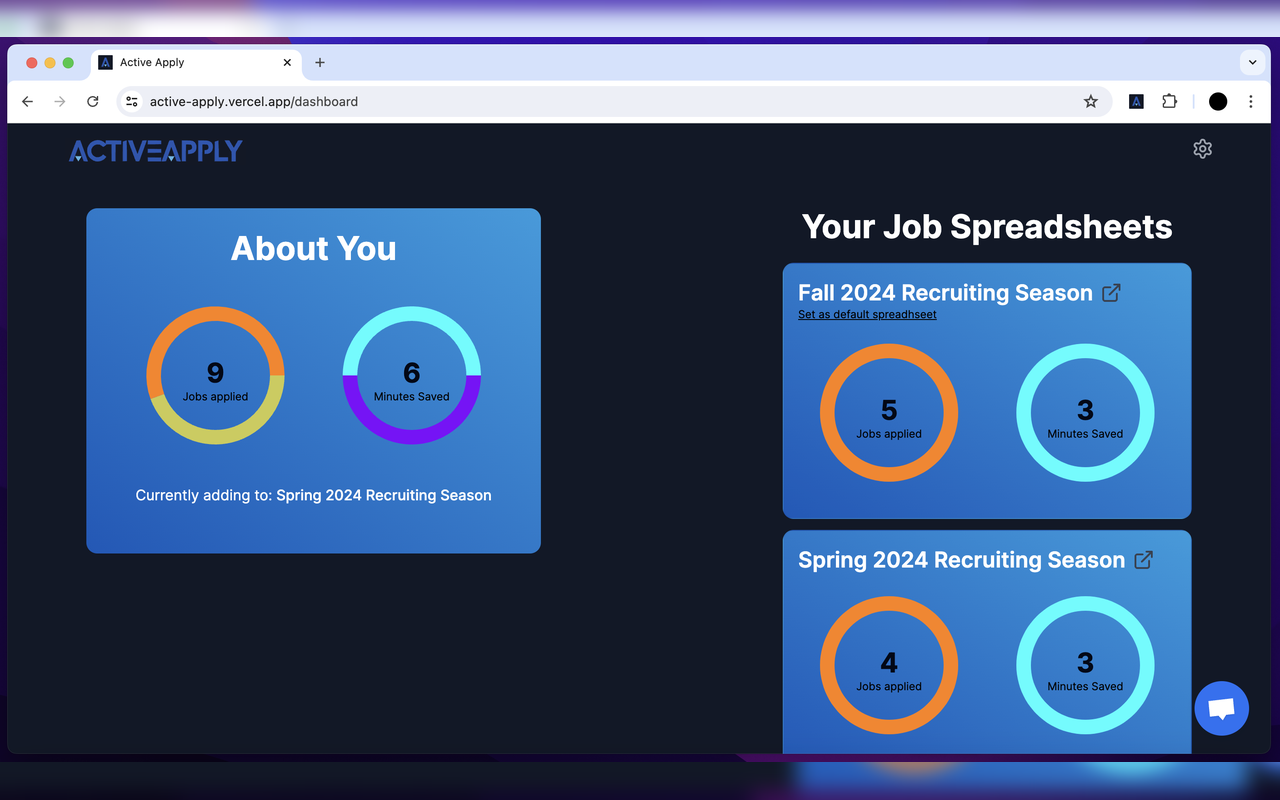 Active Apply
active-apply.vercel.app/dashboard
ACTIVEAPPLY
About You
9
Jobs applied
6
Minutes Saved
Currently adding to: Spring 2024 Recruiting Season
Your Job Spreadsheets
Fall 2024 Recruiting Season
Set as default spreadhseet
5
Jobs applied
3
Minutes Saved
Spring 2024 Recruiting Season
4
Jobs applied
3
Minutes Saved